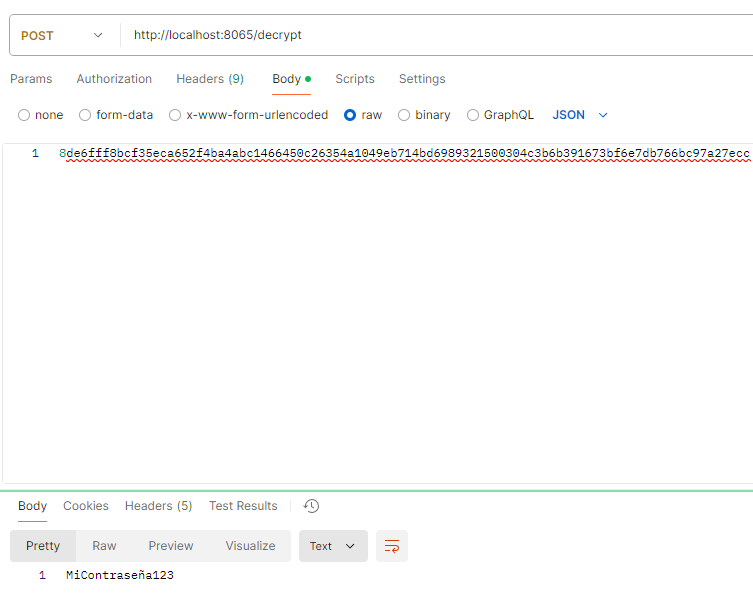 POST http://localhost:8065/decrypt
Params Authorization Headers (9) Body Scripts Settings
none form-data x-www-form-urlencoded raw binary GraphQL JSON
1 8de6fff8bcf35eca652f4ba4abc1466450c26354a1049eb714bd6989321500304c3b6b391673bf6e7db766bc97a27ecc
Body Cookies Headers (5) Test Results
Pretty Raw Preview Visualize Text
1 MiContraseña123